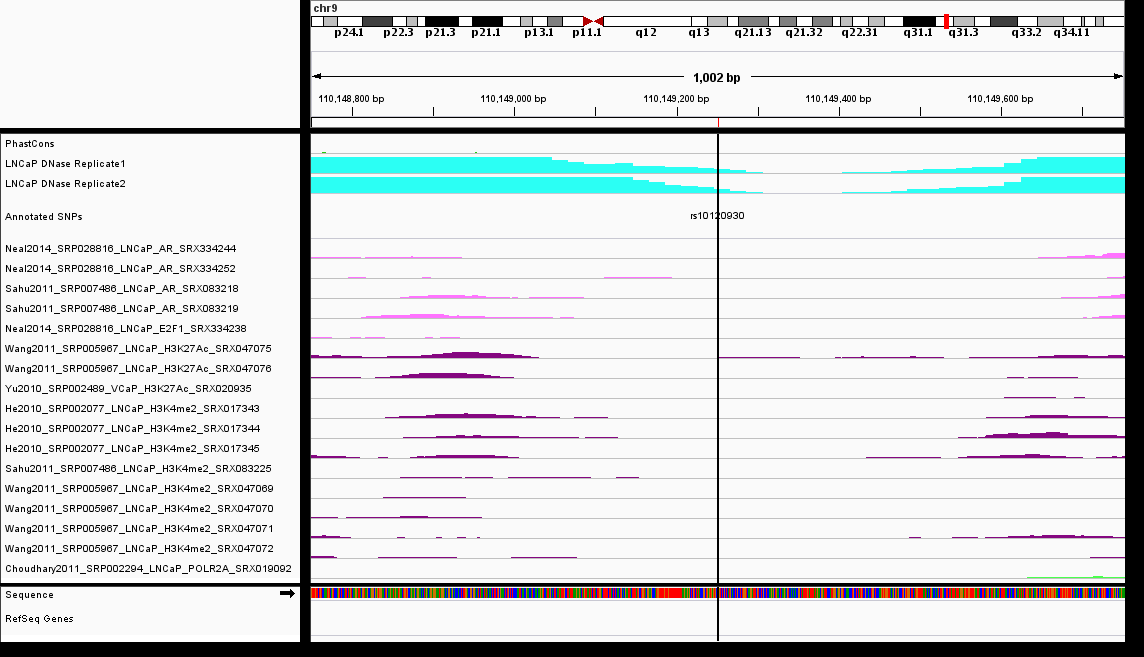 chr9
p24.1 p22.3 p21.3 p21.1 p13.1 p11.1 q12 q13 q21.13 q21.32 q22.31 q31.1 q31.3 q33.2 q34.11
1,002 bp
110,148,800 bp 110,149,000 bp 110,149,200 bp 110,149,400 bp 110,149,600 bp
PhastCons
LNCaP DNase Replicate1
LNCaP DNase Replicate2
Annotated SNPs
rs10120930
Neal2014_SRP028816_LNCaP_AR_SRX334244
Neal2014_SRP028816_LNCaP_AR_SRX334252
Sahu2011_SRP007486_LNCaP_AR_SRX083218
Sahu2011_SRP007486_LNCaP_AR_SRX083219
Neal2014_SRP028816_LNCaP_E2F1_SRX334238
Wang2011_SRP005967_LNCaP_H3K27Ac_SRX047075
Wang2011_SRP005967_LNCaP_H3K27Ac_SRX047076
Yu2010_SRP002489_VCaP_H3K27Ac_SRX020935
He2010_SRP002077_LNCaP_H3K4me2_SRX017343
He2010_SRP002077_LNCaP_H3K4me2_SRX017344
He2010_SRP002077_LNCaP_H3K4me2_SRX017345
Sahu2011_SRP007486_LNCaP_H3K4me2_SRX083225
Wang2011_SRP005967_LNCaP_H3K4me2_SRX047069
Wang2011_SRP005967_LNCaP_H3K4me2_SRX047070
Wang2011_SRP005967_LNCaP_H3K4me2_SRX047071
Wang2011_SRP005967_LNCaP_H3K4me2_SRX047072
Choudhary2011_SRP002294_LNCaP_POLR2A_SRX019092
Sequence
RefSeq Genes